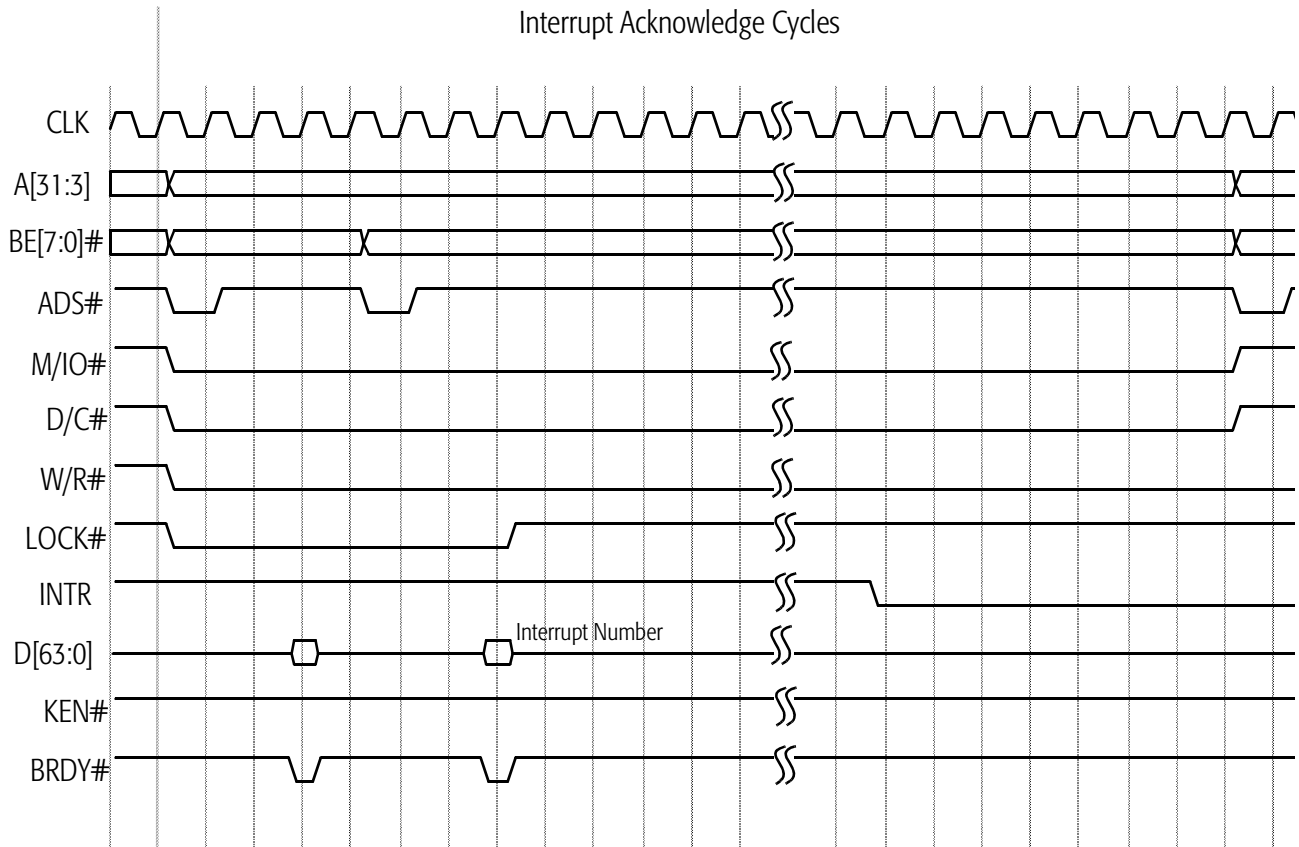 Interrupt Acknowledge Cycles
CLK
A[31:3]
BE[7:0]#
ADS#
M/IO#
D/C#
W/R#
LOCK#
INTR
Interrupt Number
D[63:0]
KEN#
BRDY#